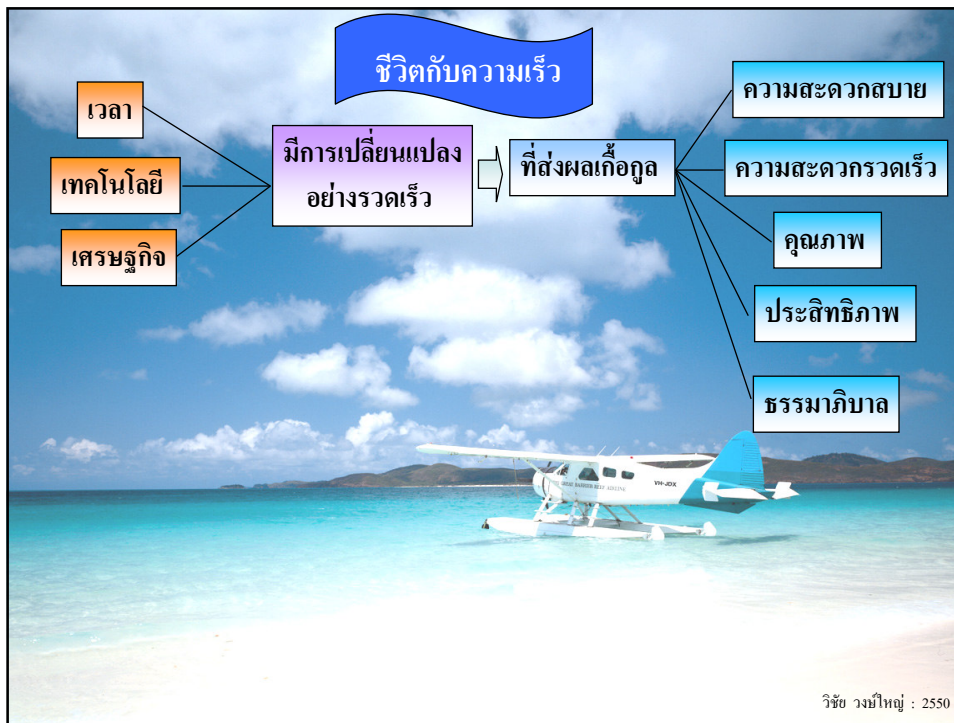 ชีวิตกับความเร็ว
เวลา
เทคโนโลยี
เศรษฐกิจ
มีการเปลี่ยนแปลง
อย่างรวดเร็ว
ที่ส่งผลเกื้อกูล
ความสะดวกสบาย
ความสะดวกรวดเร็ว
คุณภาพ
ประสิทธิภาพ
ธรรมาภิบาล
GREAT BARRIER REEF AIRLINE
VH-JDX
วิชัย วงษ์ใหญ่ : 2550